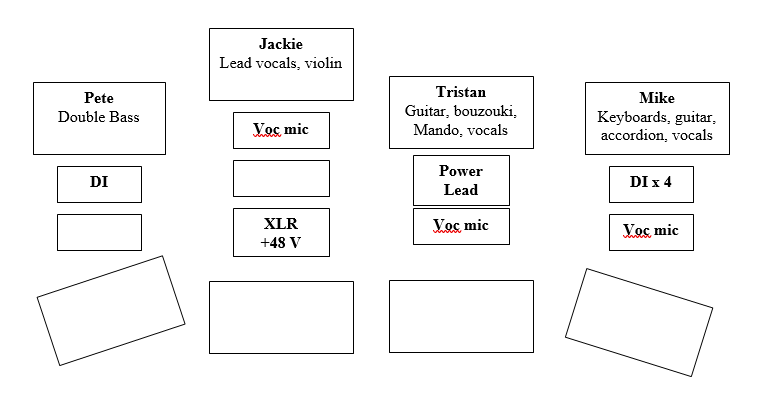 Jackie
Lead vocals, violin
Pete
Double Bass
Tristan
Guitar, bouzouki,
Mando, vocals
Mike
Keyboards, guitar,
accordion, vocals
Voc mic
Power
Lead
DI
DI x 4
XLR
+48 V
Voc mic
Voc mic